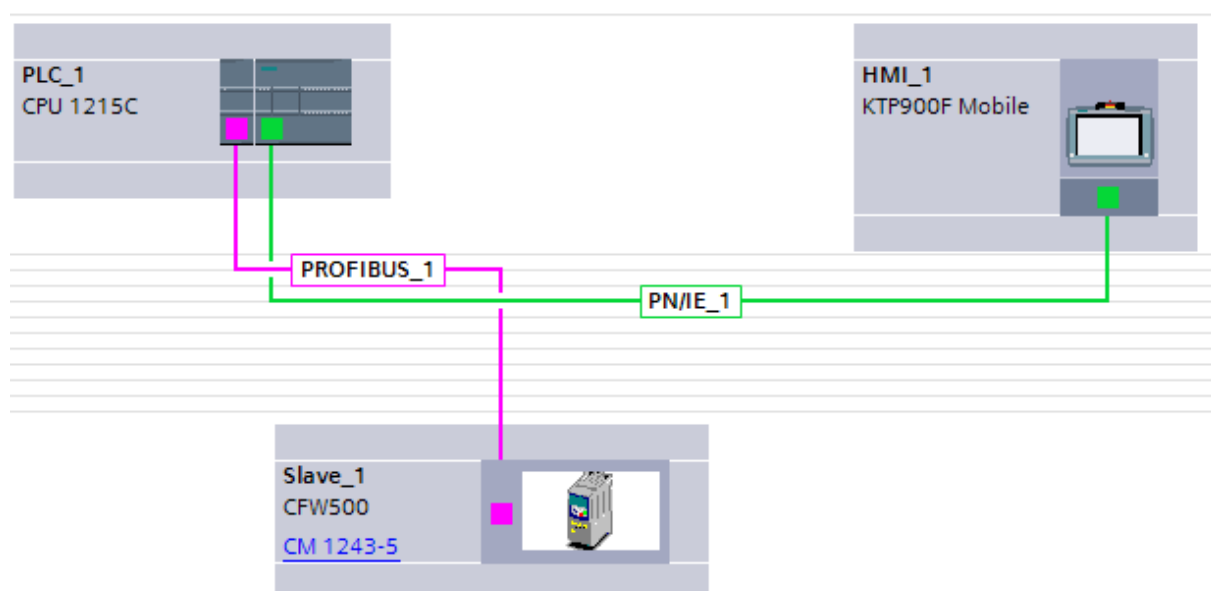 PLC_1
CPU 1215C
HMI_1
KTP900F Mobile
PROFIBUS_1
PN/IE_1
Slave_1
CFW500
CM 1243-5